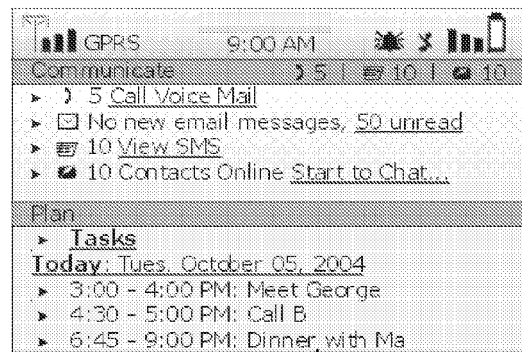 GPRS 9:00 AM
Communicate 5 | 10 | 10
5 Call Voice Mail
No new email messages, 50 unread
10 View SMS
10 Contacts Online Start to Chat...
Plan
Tasks
Today: Tues. October 05, 2004
3:00 - 4:00 PM: Meet George
4:30 - 5:00 PM: Call B
6:45 - 9:00 PM: Dinner with Ma